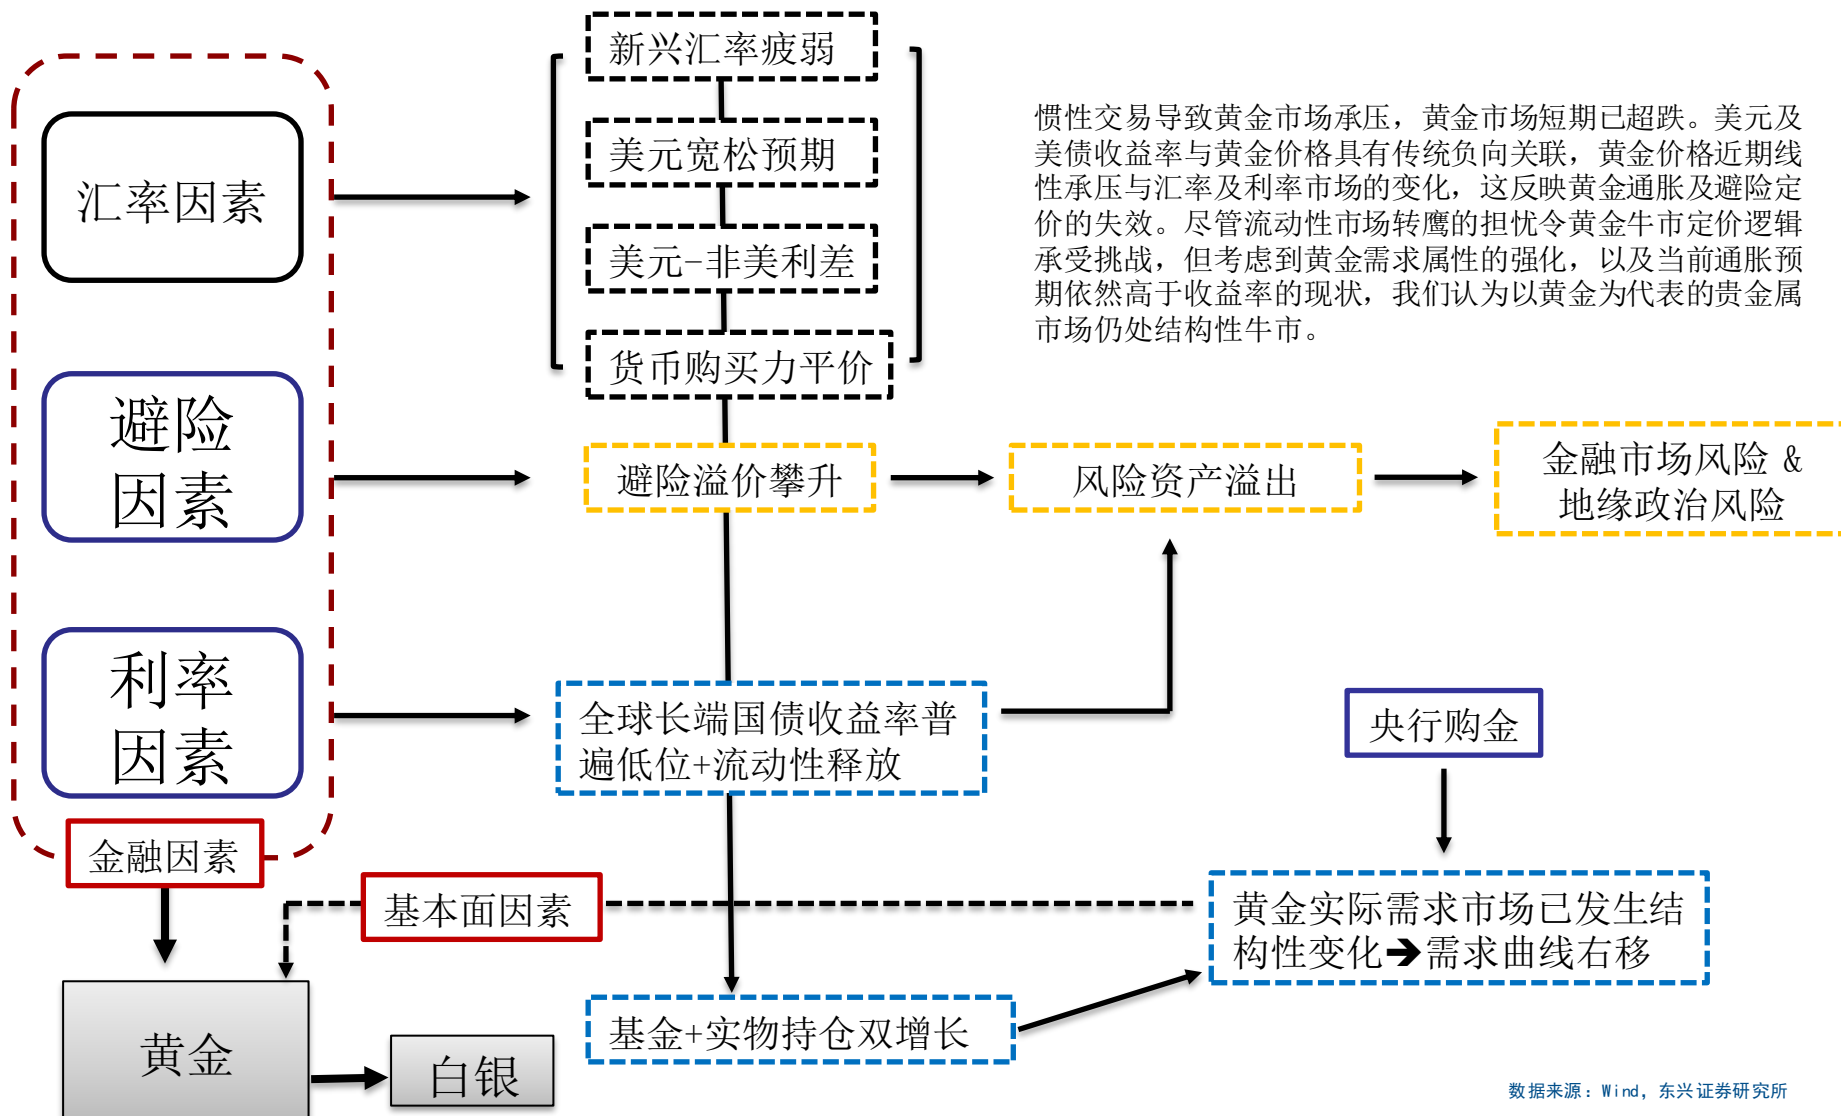 新兴汇率疲弱
惯性交易导致黄金市场承压，黄金市场短期已超跌。美元及
美债收益率与黄金价格具有传统负向关联，黄金价格近期线
性承压与汇率及利率市场的变化，这反映黄金通胀及避险定
价的失效。尽管流动性市场转鹰的担忧令黄金牛市定价逻辑
承受挑战，但考虑到黄金需求属性的强化，以及当前通胀预
期依然高于收益率的现状，我们认为以黄金为代表的贵金属
市场仍处结构性牛市。
美元宽松预期
汇率因素
美元-非美利差
货币购买力平价
避险
因素
避险溢价攀升
风险资产溢出
金融市场风险 &
地缘政治风险
利率
因素
全球长端国债收益率普
遍低位+流动性释放
央行购金
金融因素
基本面因素
黄金实际需求市场已发生结
构性变化➔需求曲线右移
基金+实物持仓双增长
黄金
白银
数据来源：Wind, 东兴证券研究所